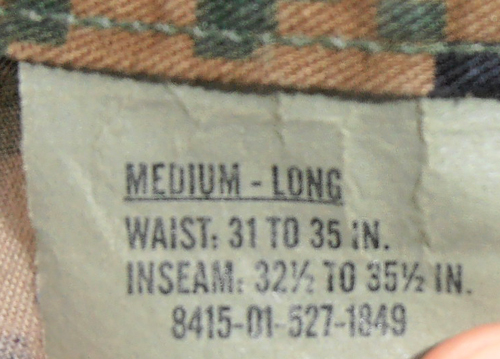 MEDIUM - LONG
WAIST: 31 TO 35 IN.
INSEAM: 32½ TO 35½ IN.
8415-01-527-1849